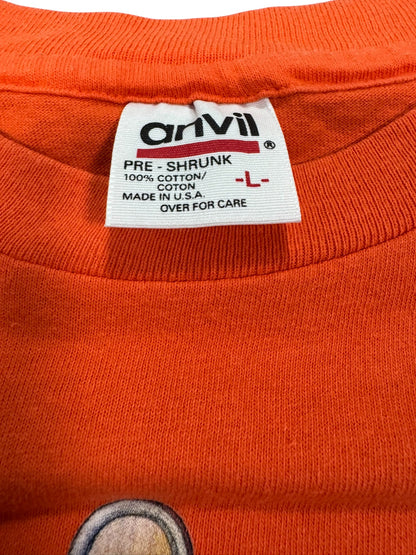 anvil
®
PRE - SHRUNK
100% COTTON/
COTON
-L-
MADE IN U.S.A.
OVER FOR CARE